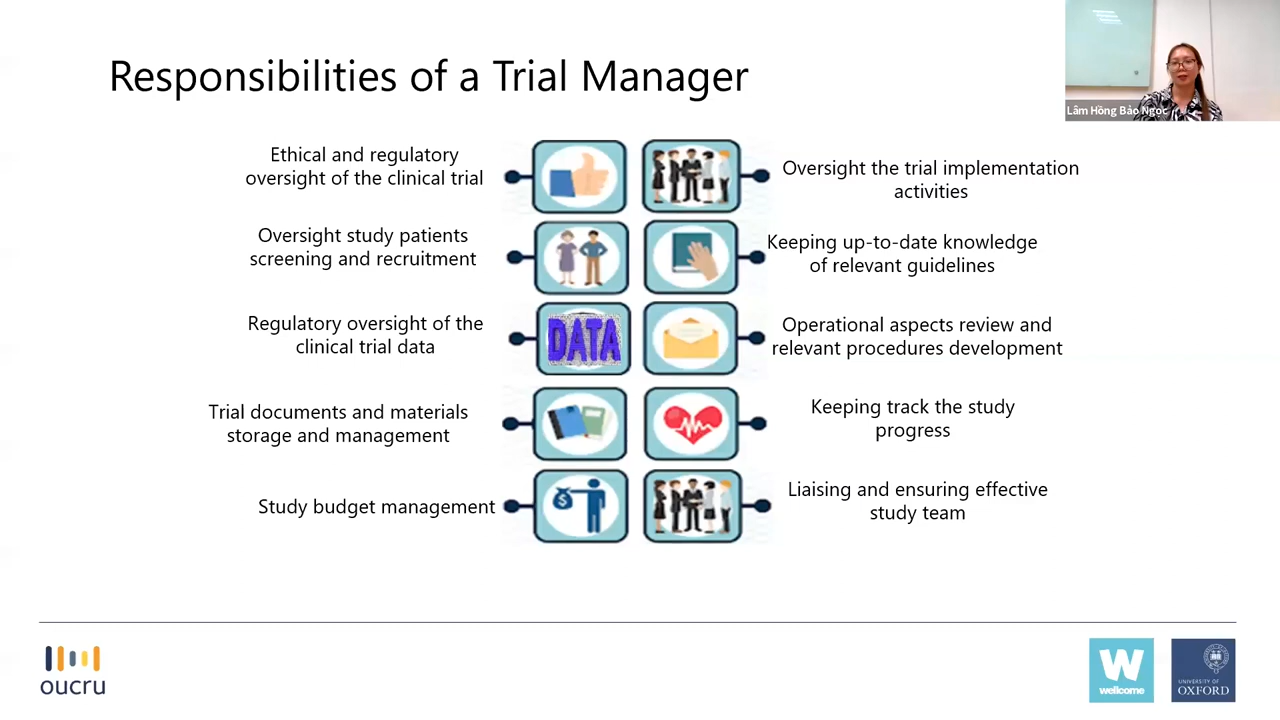 Responsibilities of a Trial Manager
Lâm Hồng Bảo Ngọc
Ethical and regulatory
oversight of the clinical trial
Oversight the trial implementation
activities
Oversight study patients
screening and recruitment
Keeping up-to-date knowledge
of relevant guidelines
Regulatory oversight of the
clinical trial data
DATA
Operational aspects review and
relevant procedures development
Trial documents and materials
storage and management
Keeping track the study
progress
Study budget management
$
Liaising and ensuring effective
study team
oucru
W
wellcome
UNIVERSITY OF
OXFORD